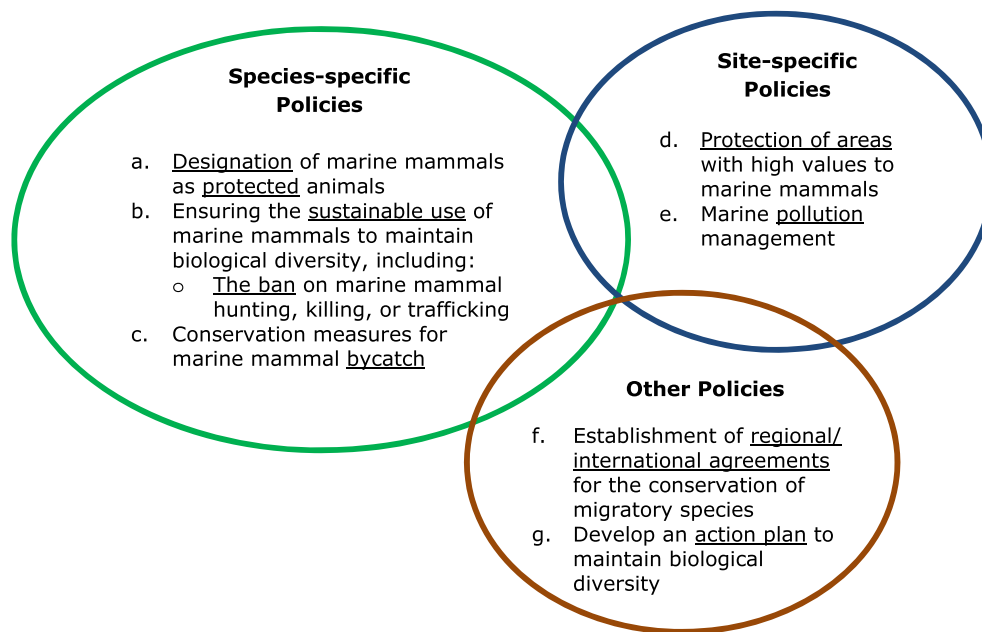 Species-specific
Policies
a. Designation of marine mammals
as protected animals
b. Ensuring the sustainable use of
marine mammals to maintain
biological diversity, including:
o The ban on marine mammal
hunting, killing, or trafficking
c. Conservation measures for
marine mammal bycatch
Site-specific
Policies
d. Protection of areas
with high values to
marine mammals
e. Marine pollution
management
Other Policies
f. Establishment of regional/
international agreements
for the conservation of
migratory species
g. Develop an action plan to
maintain biological
diversity